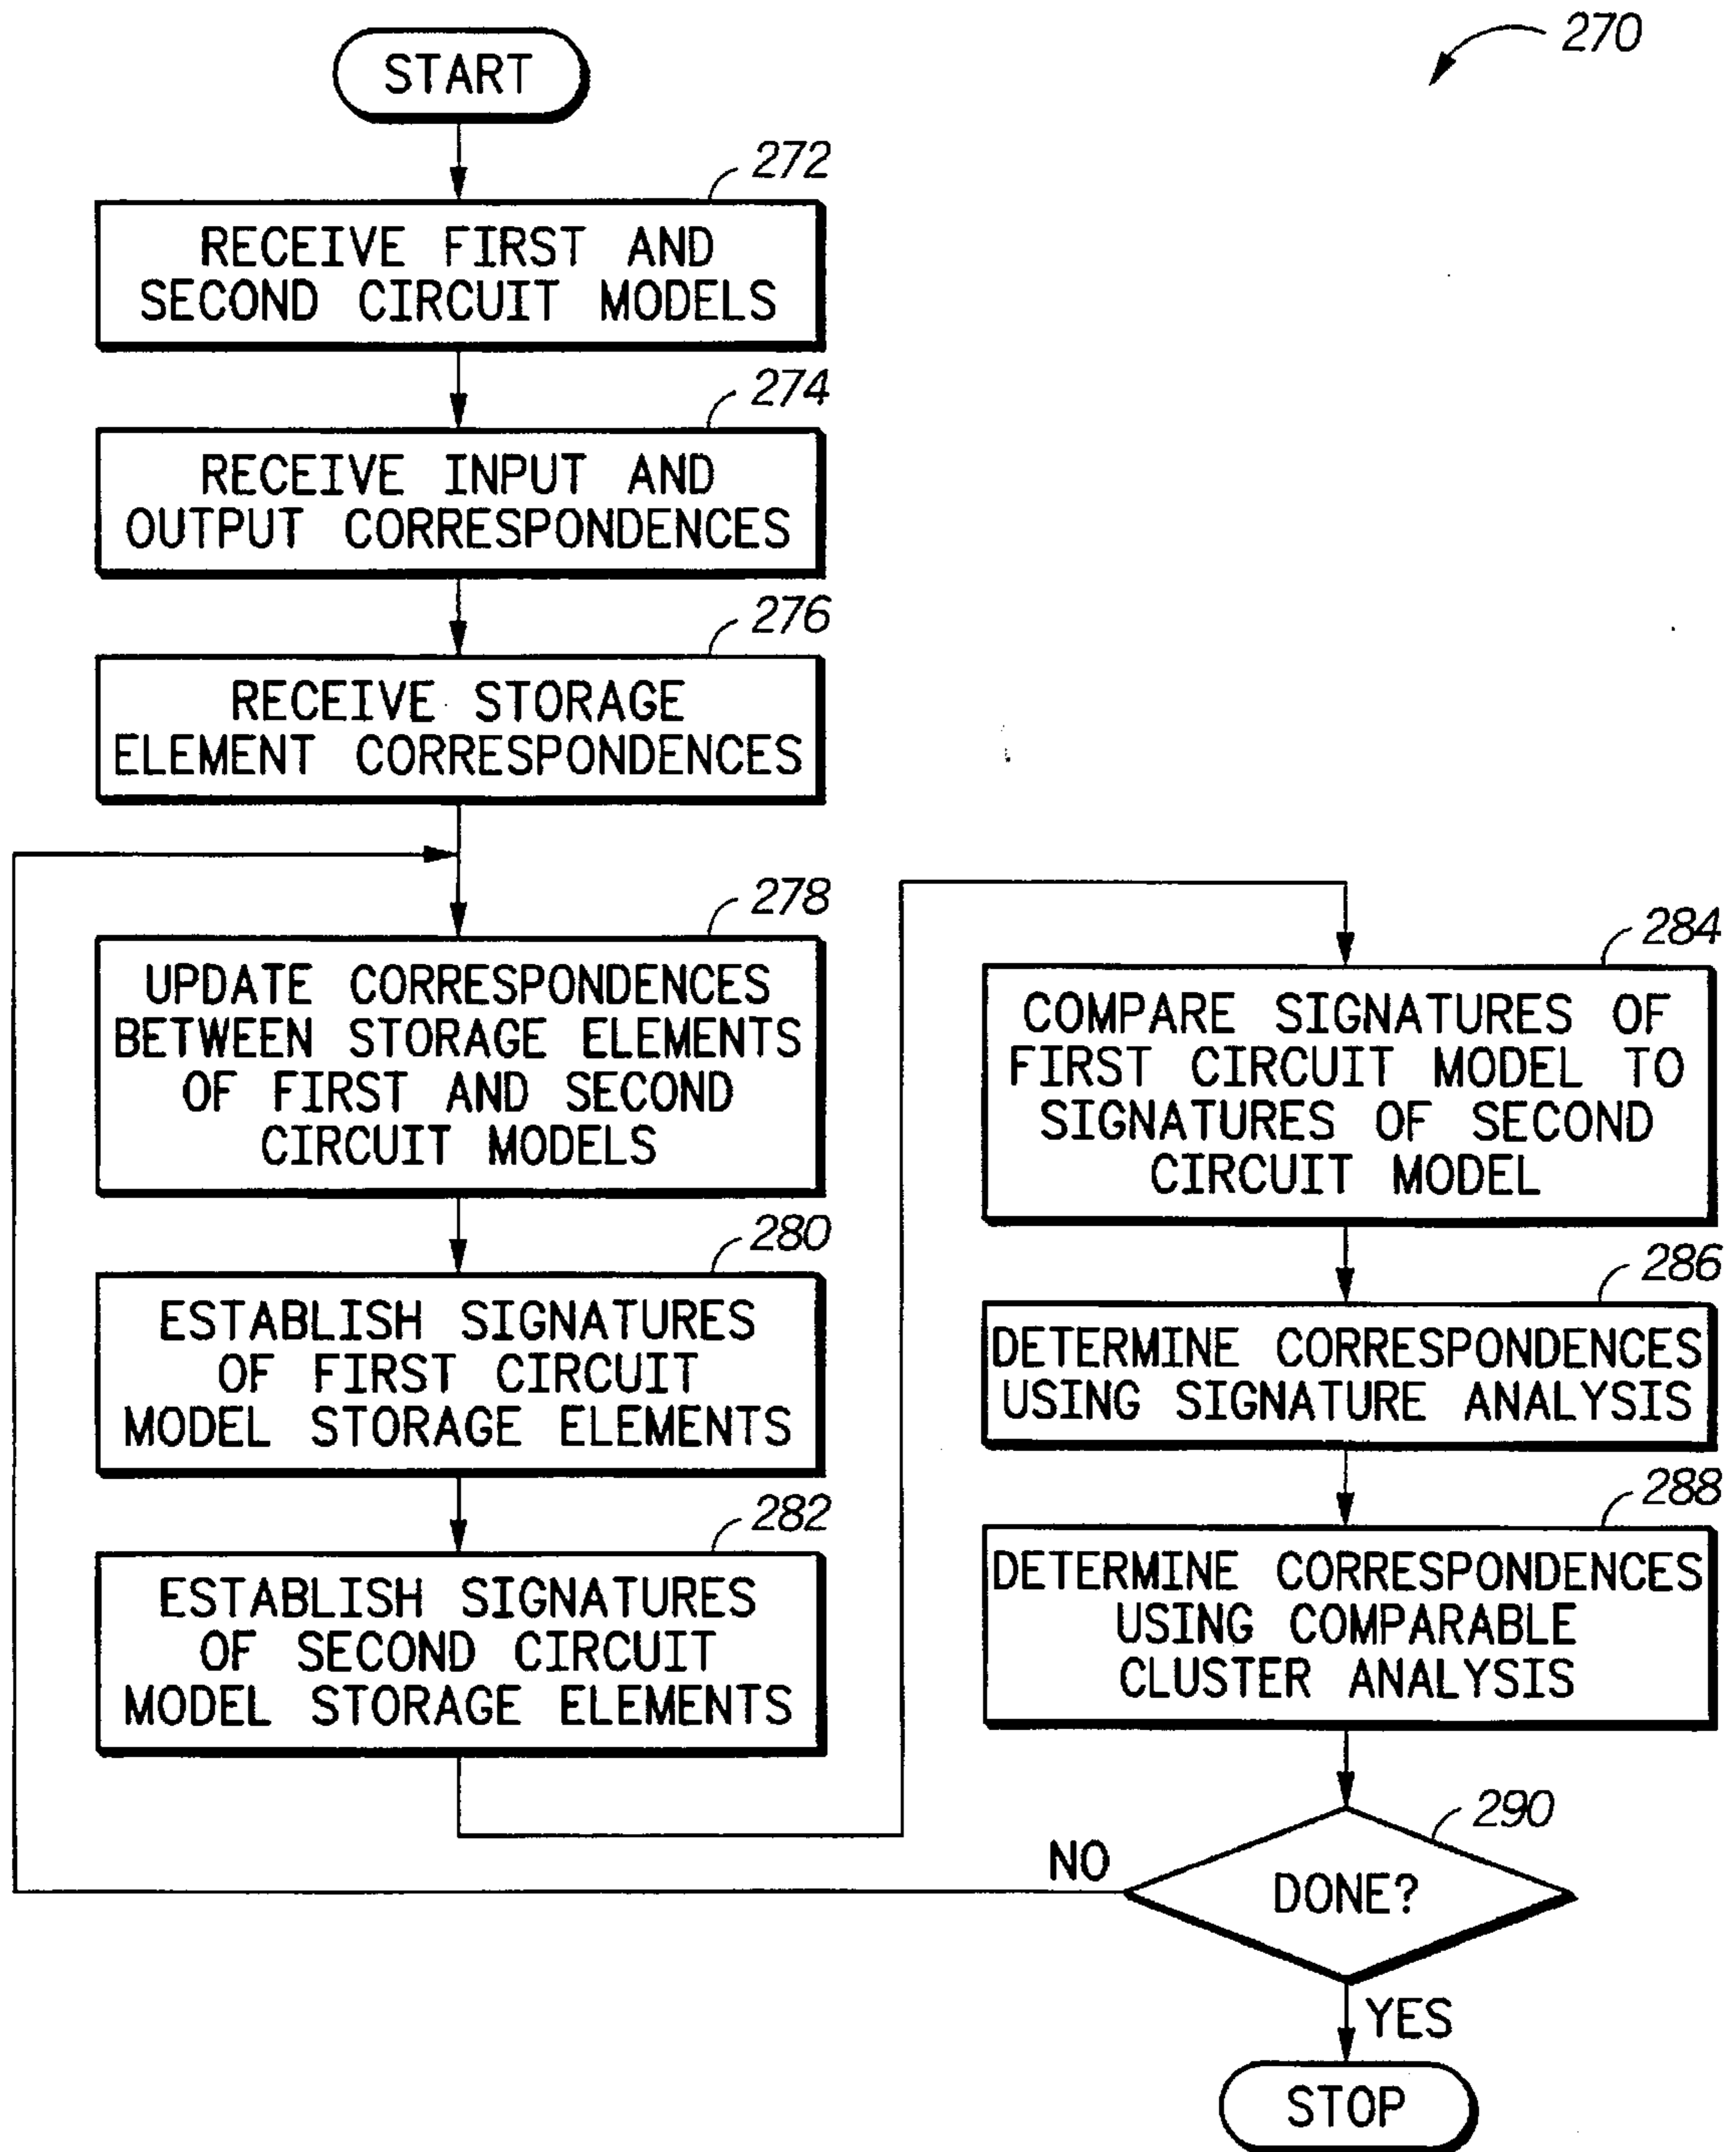 270
START
272
RECEIVE FIRST AND
SECOND CIRCUIT MODELS
274
RECEIVE INPUT AND
OUTPUT CORRESPONDENCES
276
RECEIVE STORAGE
ELEMENT CORRESPONDENCES
278
UPDATE CORRESPONDENCES
BETWEEN STORAGE ELEMENTS
OF FIRST AND SECOND
CIRCUIT MODELS
280
ESTABLISH SIGNATURES
OF FIRST CIRCUIT
MODEL STORAGE ELEMENTS
282
ESTABLISH SIGNATURES
OF SECOND CIRCUIT
MODEL STORAGE ELEMENTS
284
COMPARE SIGNATURES OF
FIRST CIRCUIT MODEL TO
SIGNATURES OF SECOND
CIRCUIT MODEL
286
DETERMINE CORRESPONDENCES
USING SIGNATURE ANALYSIS
288
DETERMINE CORRESPONDENCES
USING COMPARABLE
CLUSTER ANALYSIS
290
DONE?
NO
YES
STOP